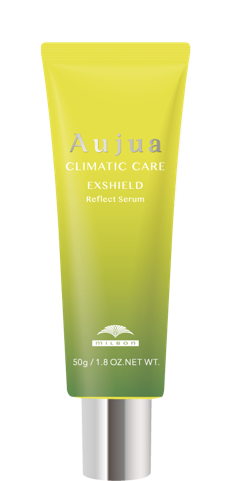 Aujua
CLIMATIC CARE
EXSHIELD
Reflect Serum
MILBON
50g / 1.8 OZ.NET WT.